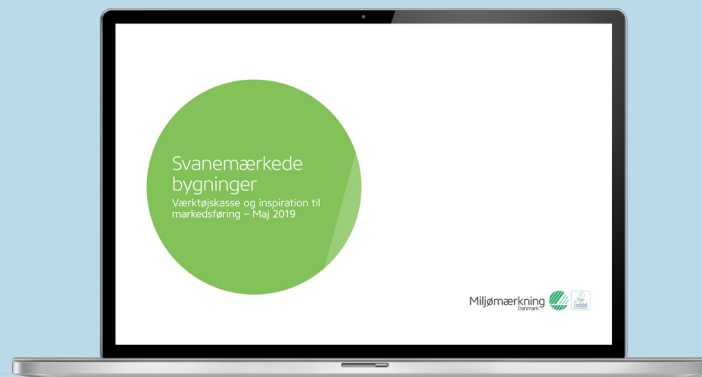 Svanemærkede
bygninger
Værktøjskasse og inspiration til
markedsføring – Maj 2019
Miljømærkning
Danmark